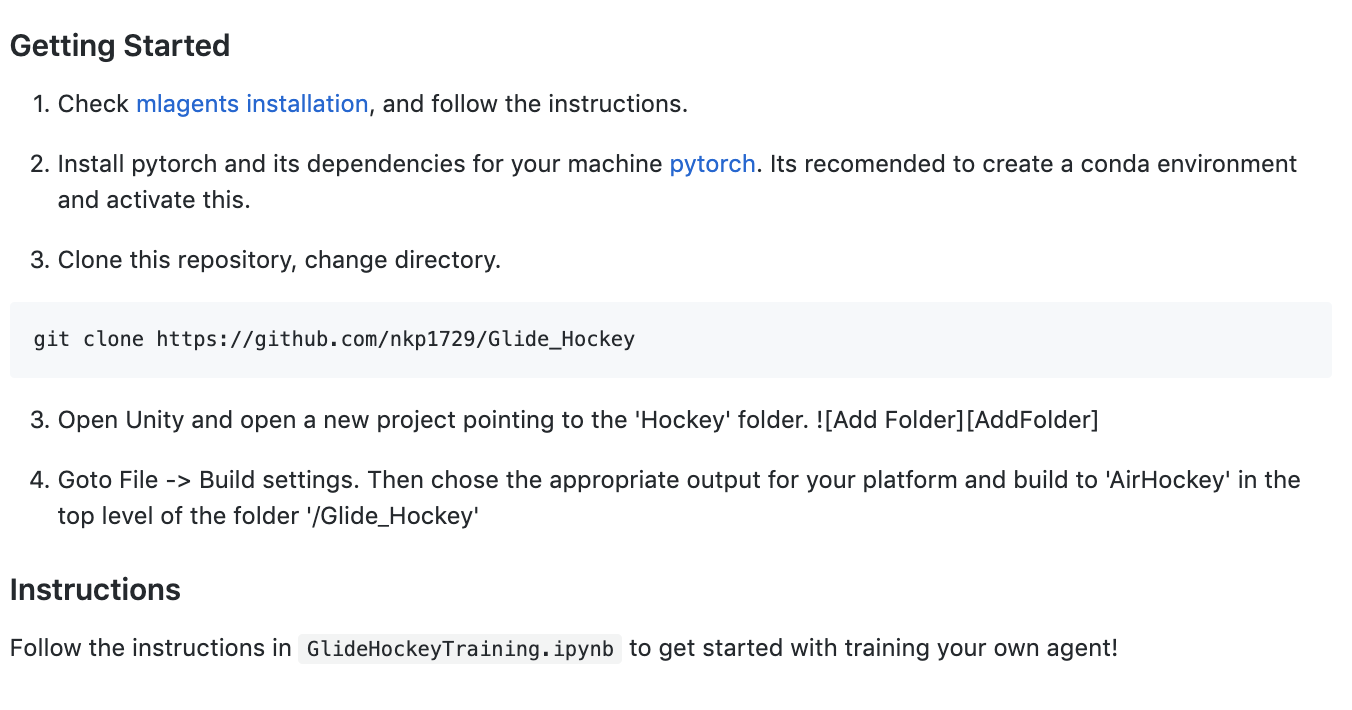 Getting Started
1. Check mlagents installation, and follow the instructions.
2. Install pytorch and its dependencies for your machine pytorch. Its recomended to create a conda environment
and activate this.
3. Clone this repository, change directory.
git clone https://github.com/nkp1729/Glide_Hockey
3. Open Unity and open a new project pointing to the 'Hockey' folder. ![Add Folder][AddFolder]
4. Goto File -> Build settings. Then chose the appropriate output for your platform and build to 'AirHockey' in the
top level of the folder '/Glide_Hockey'
Instructions
Follow the instructions in GlideHockeyTraining.ipynb to get started with training your own agent!